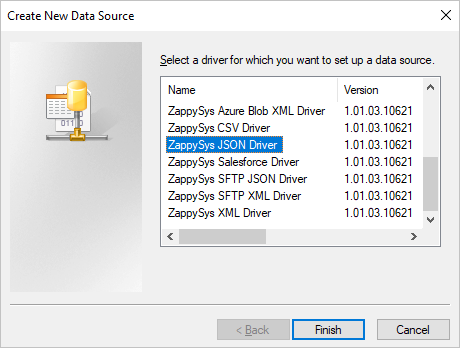 Create New Data Source
Select a driver for which you want to set up a data source.
Name Version
ZappySys Azure Blob XML Driver 1.01.03.10621
ZappySys CSV Driver 1.01.03.10621
ZappySys JSON Driver 1.01.03.10621
ZappySys Salesforce Driver 1.01.03.10621
ZappySys SFTP JSON Driver 1.01.03.10621
ZappySys SFTP XML Driver 1.01.03.10621
ZappySys XML Driver 1.01.03.10621
01110
< Back Finish Cancel